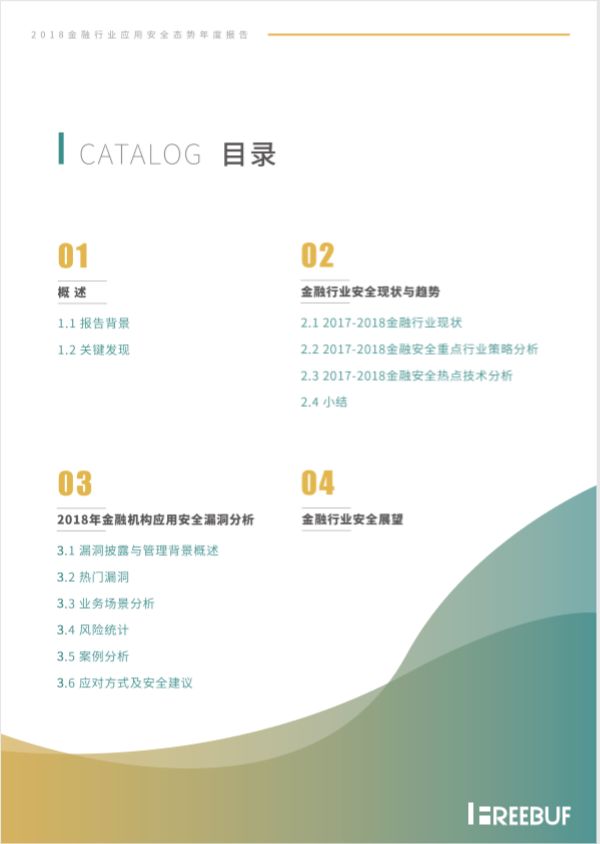 2018金融行业应用安全态势年度报告
CATALOG 目录
01
概 述
1.1 报告背景
1.2 关键发现
02
金融行业安全现状与趋势
2.1 2017-2018金融行业现状
2.2 2017-2018金融安全重点行业策略分析
2.3 2017-2018金融安全热点技术分析
2.4 小结
03
2018年金融机构应用安全漏洞分析
3.1 漏洞披露与管理背景概述
3.2 热门漏洞
3.3 业务场景分析
3.4 风险统计
3.5 案例分析
3.6 应对方式及安全建议
04
金融行业安全展望
FREEBUF